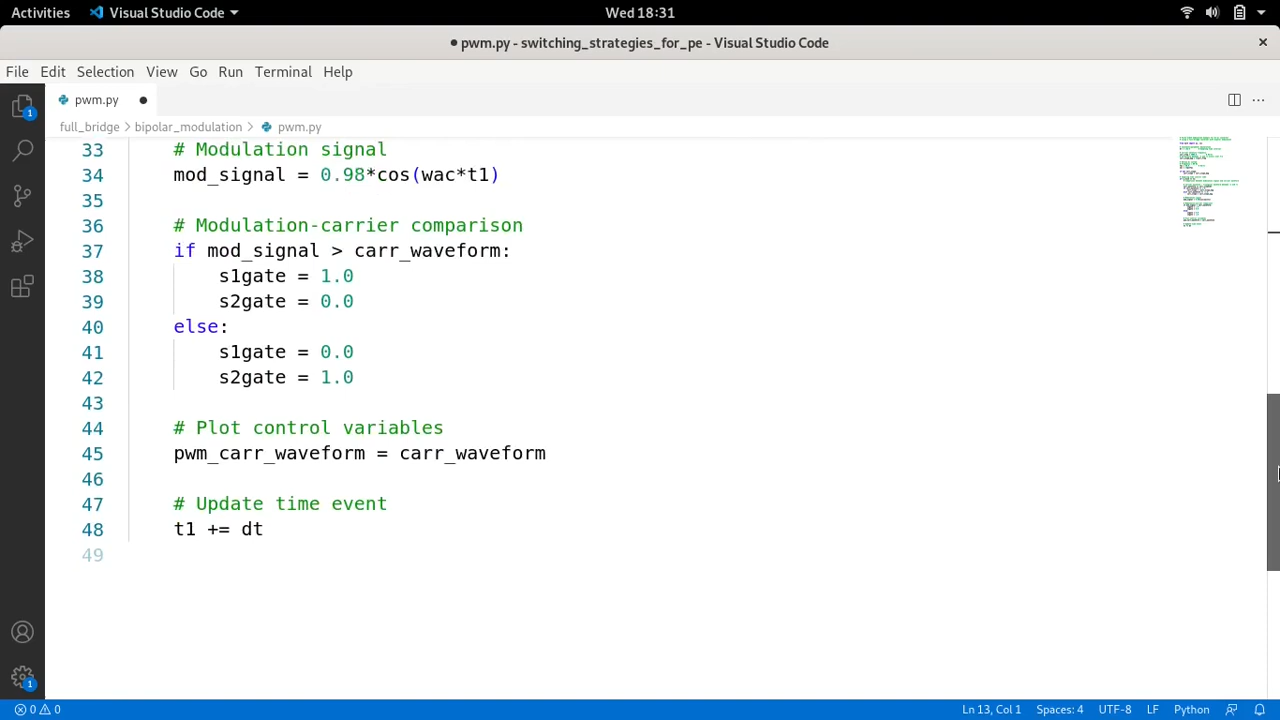 Activities Visual Studio Code Wed 18:31
pwm.py - switching_strategies_for_pe - Visual Studio Code
File Edit Selection View Go Run Terminal Help
pwm.py
full_bridge > bipolar_modulation > pwm.py
33 # Modulation signal
34 mod_signal = 0.98*cos(wac*t1)
35
36 # Modulation-carrier comparison
37 if mod_signal > carr_waveform:
38 s1gate = 1.0
39 s2gate = 0.0
40 else:
41 s1gate = 0.0
42 s2gate = 1.0
43
44 # Plot control variables
45 pwm_carr_waveform = carr_waveform
46
47 # Update time event
48 t1 += dt
49
1
1
0 0 Ln 13, Col 1 Spaces: 4 UTF-8 LF Python